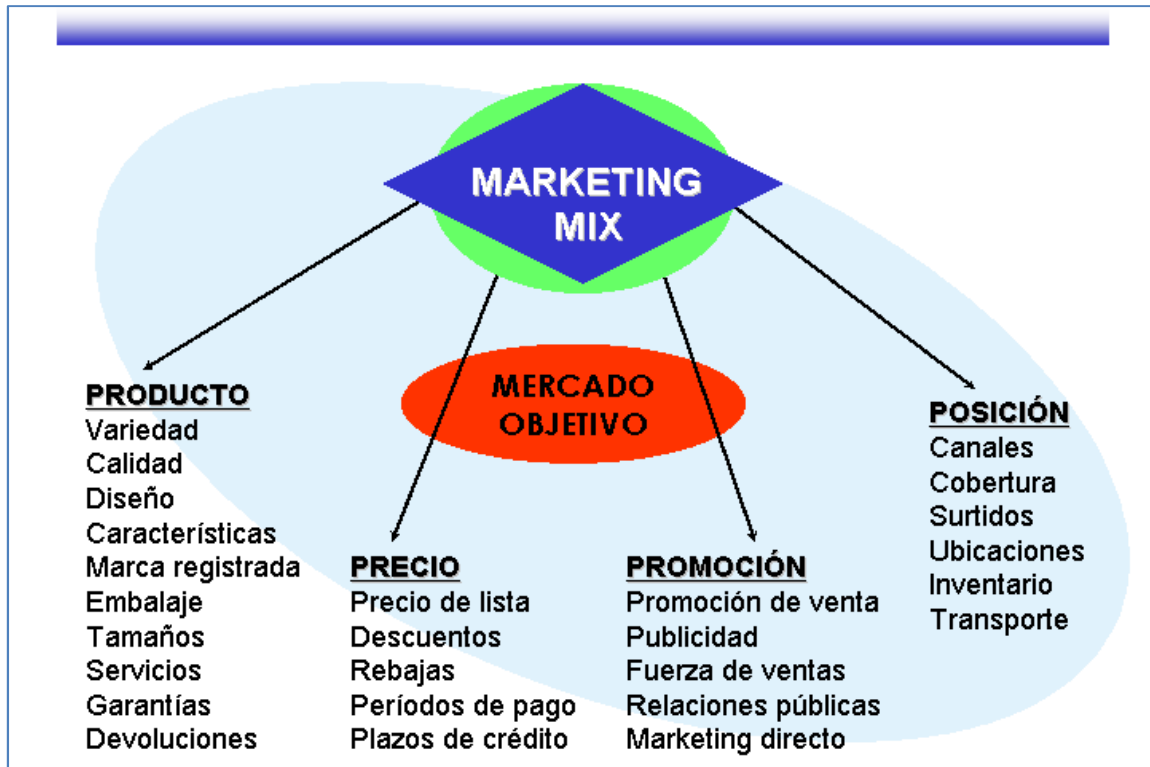 MARKETING
MIX
MERCADO
OBJETIVO
PRODUCTO
Variedad
Calidad
Diseño
Características
Marca registrada
Embalaje
Tamaños
Servicios
Garantías
Devoluciones
PRECIO
Precio de lista
Descuentos
Rebajas
Períodos de pago
Plazos de crédito
PROMOCIÓN
Promoción de venta
Publicidad
Fuerza de ventas
Relaciones públicas
Marketing directo
POSICIÓN
Canales
Cobertura
Surtidos
Ubicaciones
Inventario
Transporte